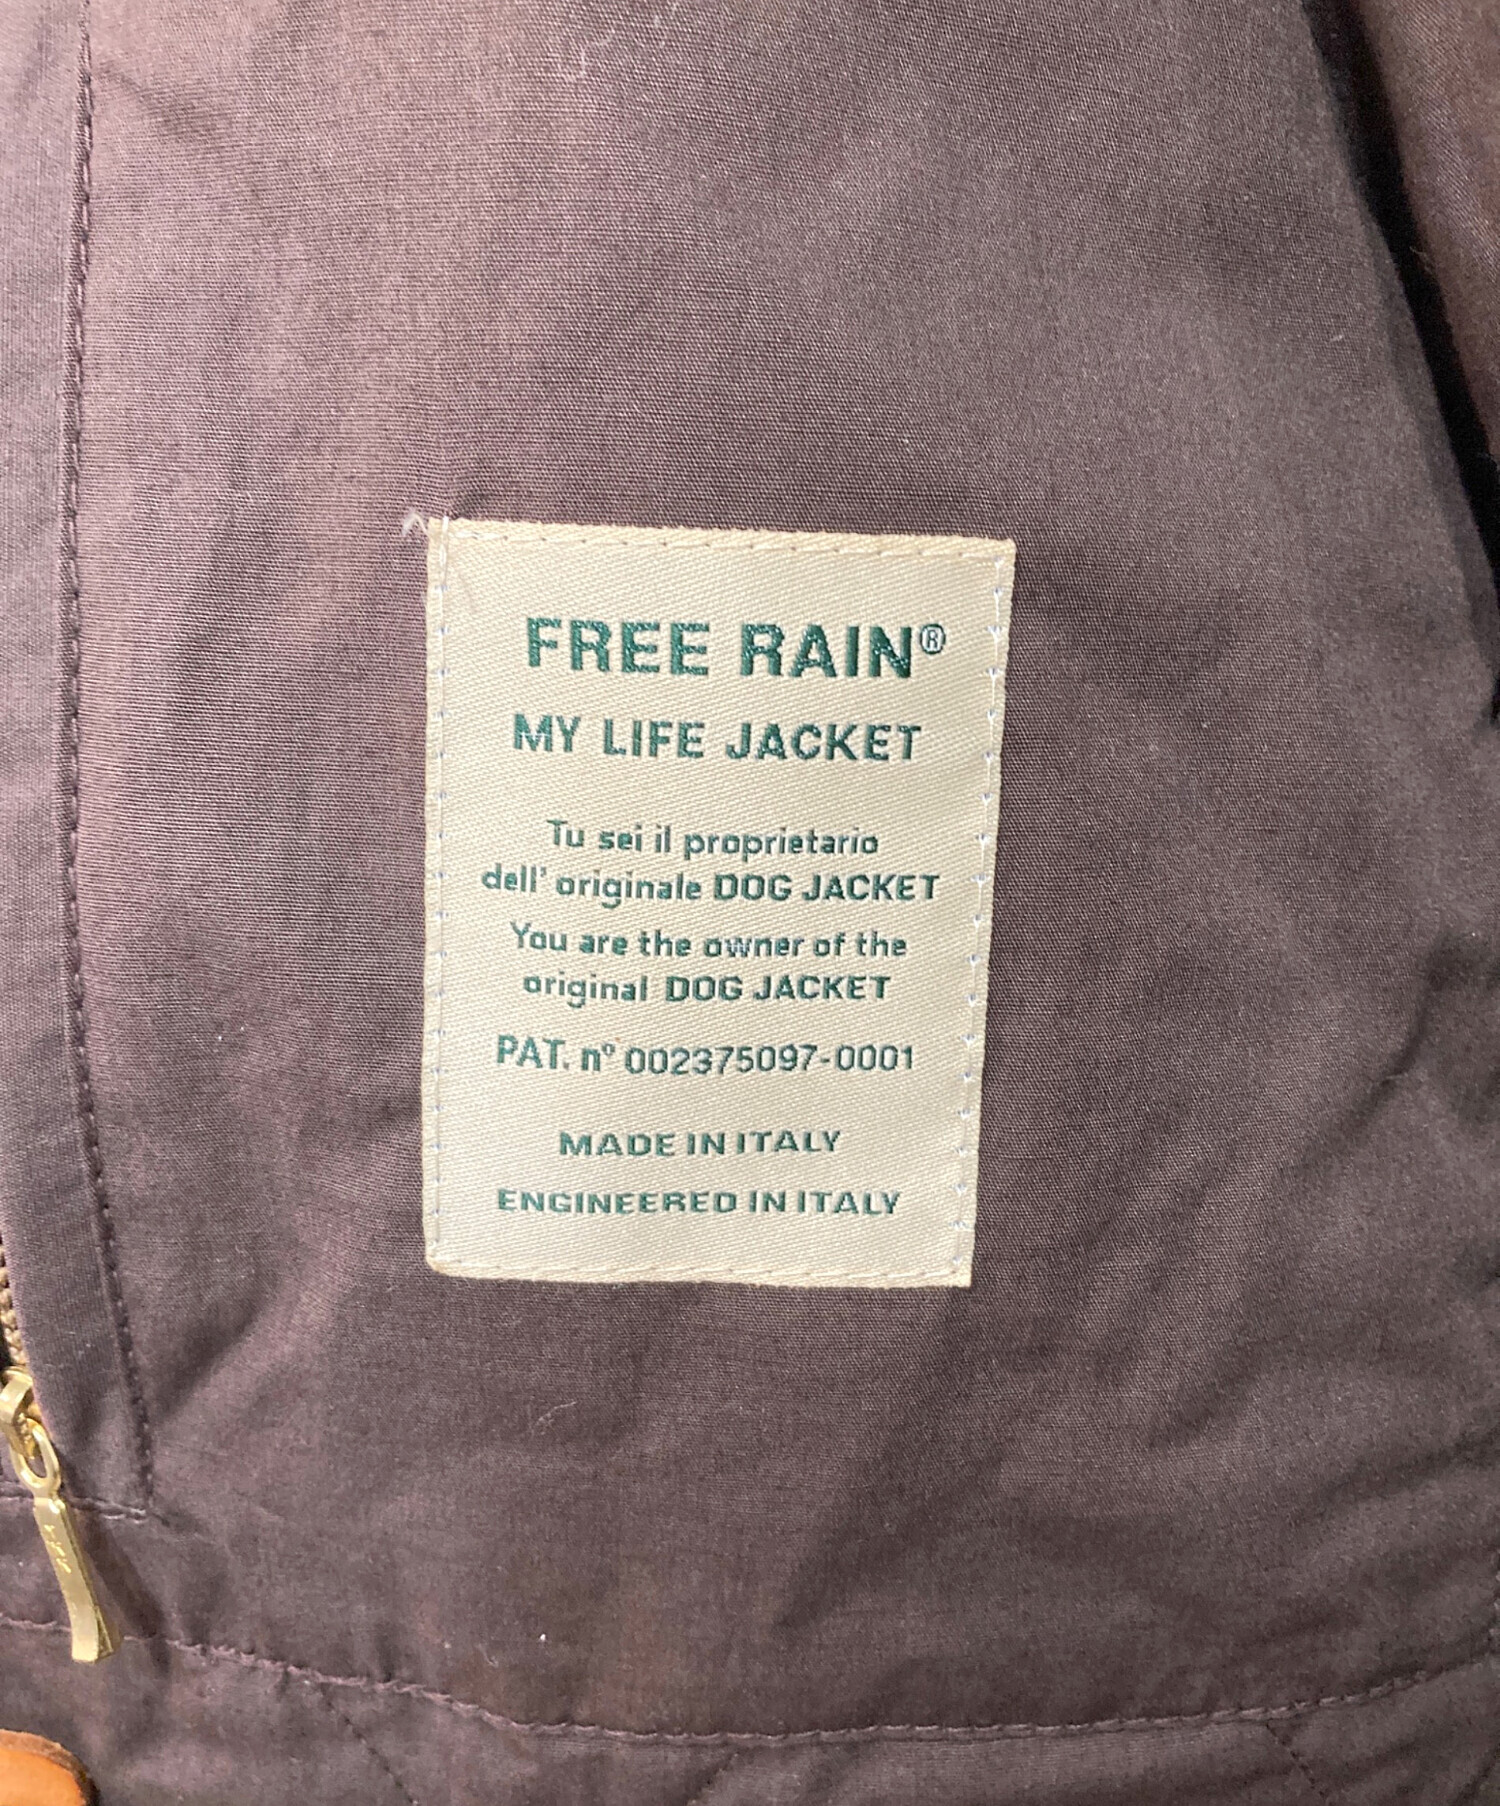 FREE RAIN®
MY LIFE JACKET
Tu sei il proprietario
dell' originale DOG JACKET
You are the owner of the
original DOG JACKET
PAT. nº 002375097-0001
MADE IN ITALY
ENGINEERED IN ITALY